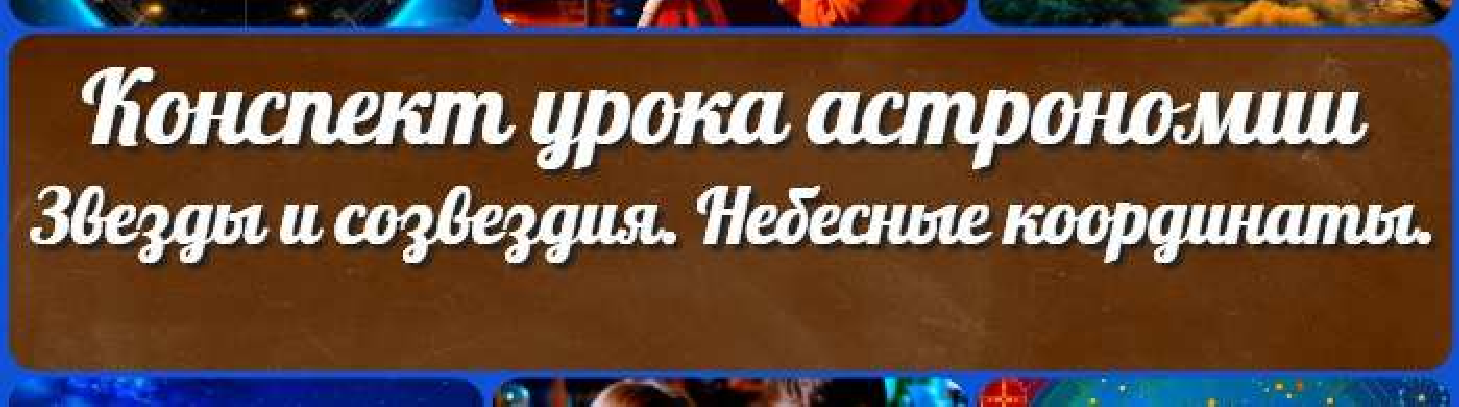 Конспект урока астрономии
Звезды и созвездия. Небесные координаты.